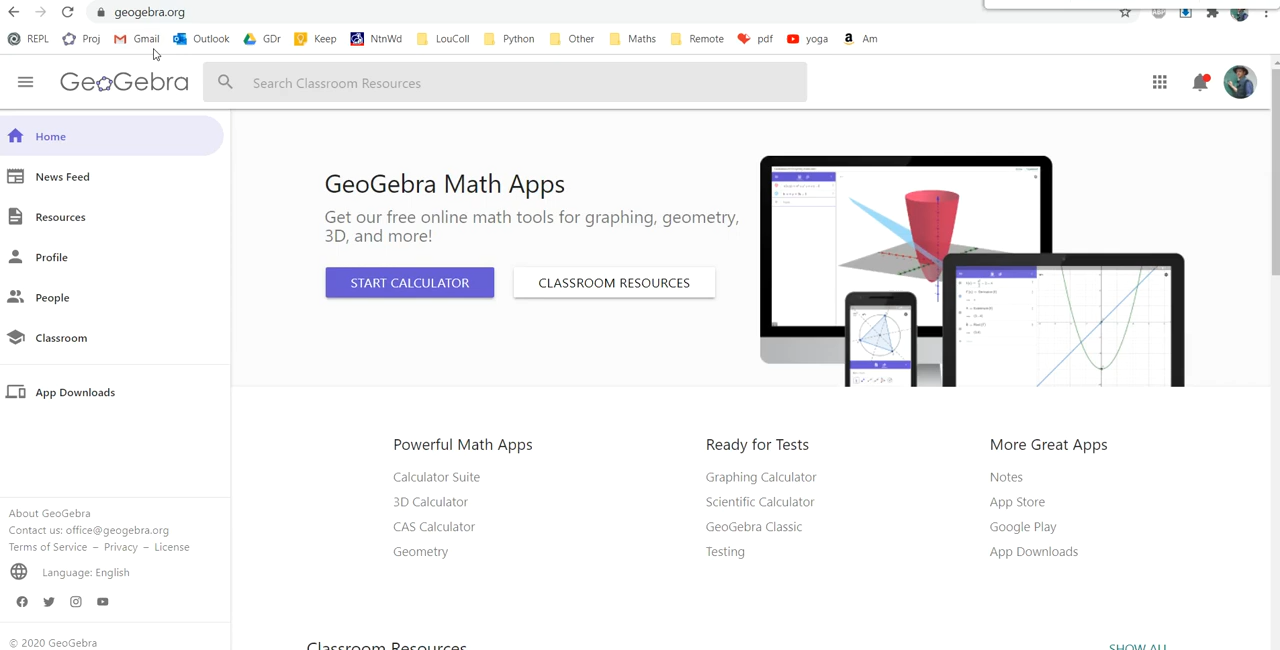 geogebra.org
REPL Proj Gmail Outlook GDr Keep NtnWd LouColl Python Other Maths Remote pdf yoga Am
GeoGebra Search Classroom Resources
Home
News Feed
Resources
Profile
People
Classroom
App Downloads
GeoGebra Math Apps
Get our free online math tools for graphing, geometry,
3D, and more!
START CALCULATOR CLASSROOM RESOURCES
Powerful Math Apps
Calculator Suite
3D Calculator
CAS Calculator
Geometry
Ready for Tests
Graphing Calculator
Scientific Calculator
GeoGebra Classic
Testing
More Great Apps
Notes
App Store
Google Play
App Downloads
About GeoGebra
Contact us: office@geogebra.org
Terms of Service – Privacy – License
Language: English
© 2020 GeoGebra
Classroom Resources SHOW ALL